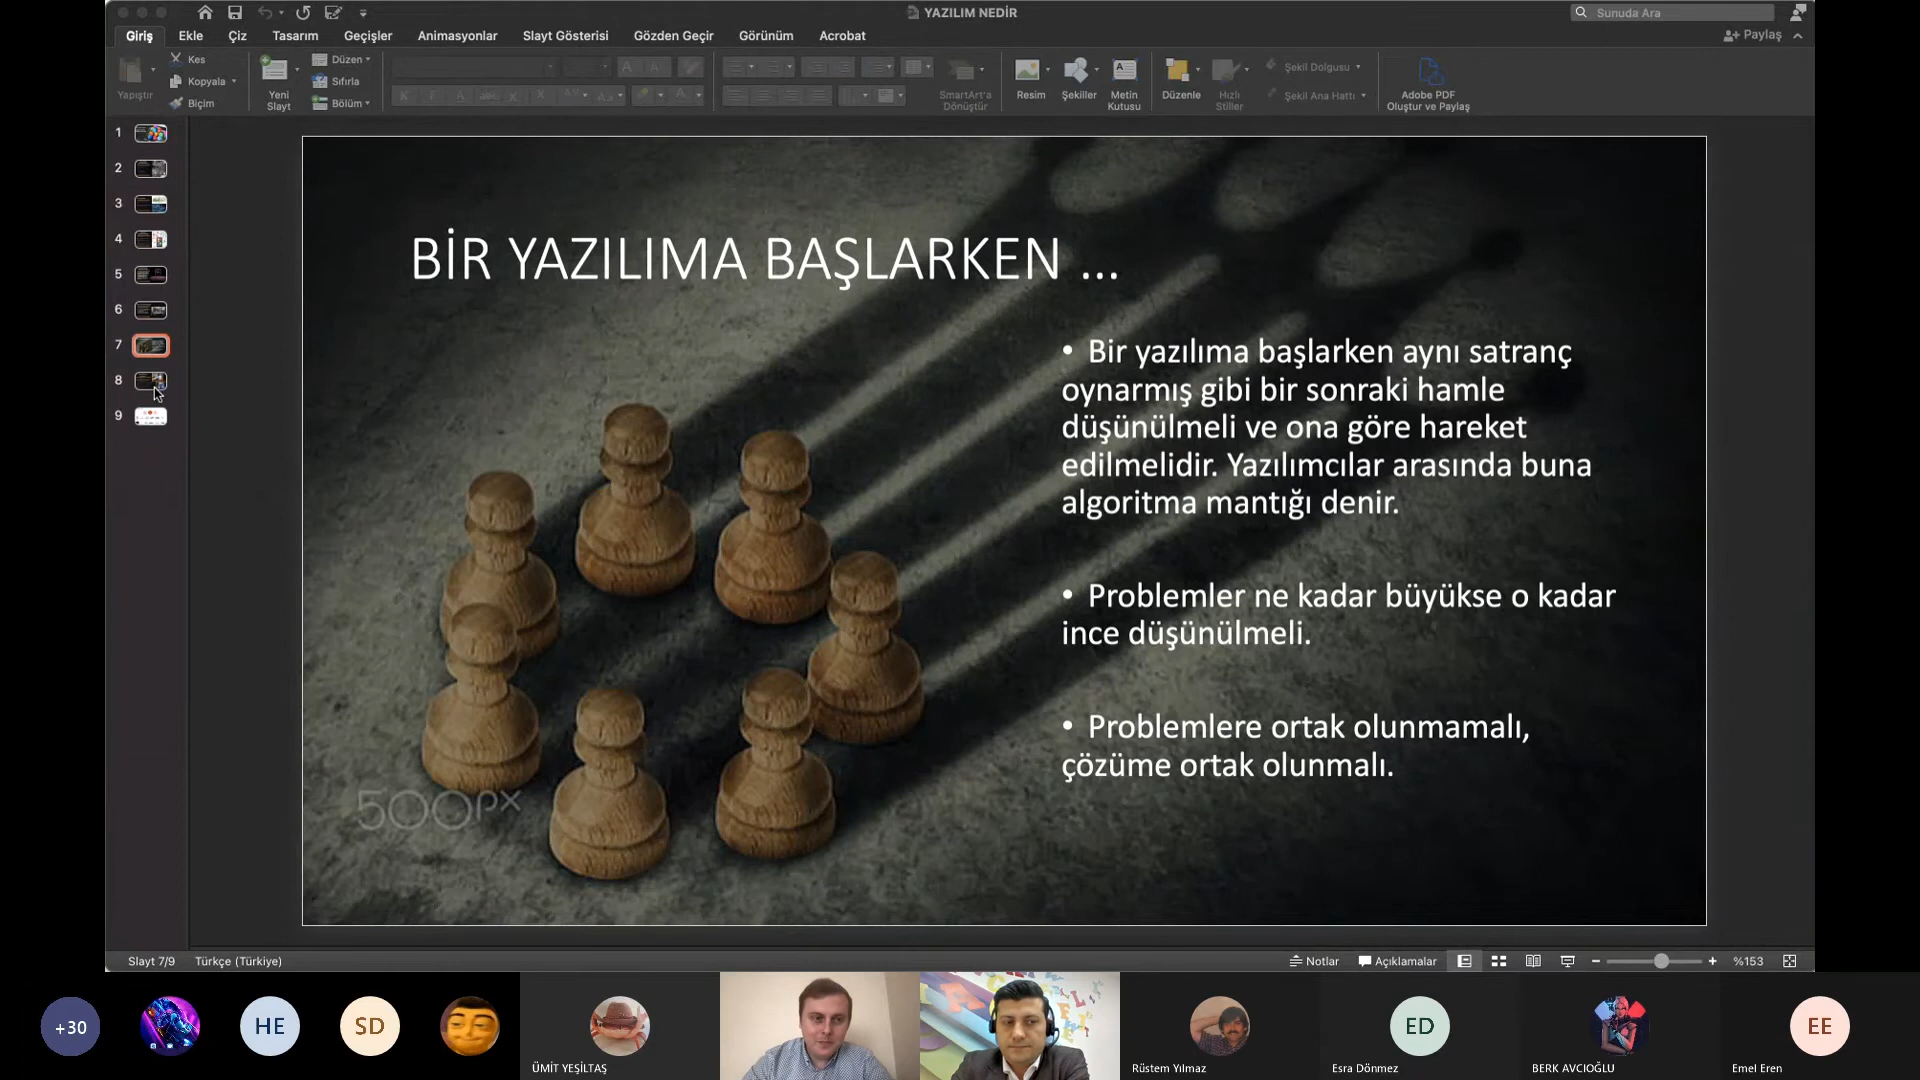 YAZILIM NEDİR
Sunuda Ara
Giriş Ekle Çiz Tasarım Geçişler Animasyonlar Slayt Gösterisi Gözden Geçir Görünüm Acrobat
Paylaş
Yapıştır
Kes
Kopyala
Biçim
Yeni
Slayt
Düzen
Sıfırla
Bölüm
SmartArt'a
Dönüştür
Resim
Şekiller
Metin
Kutusu
Düzenle
Hızlı
Stiller
Şekil Dolgusu
Şekil Ana Hattı
Adobe PDF
Oluştur ve Paylaş
1
2
3
4
5
6
7
8
9
BİR YAZILIMA BAŞLARKEN ...
• Bir yazılıma başlarken aynı satranç
oynarmış gibi bir sonraki hamle
düşünülmeli ve ona göre hareket
edilmelidir. Yazılımcılar arasında buna
algoritma mantığı denir.
• Problemler ne kadar büyükse o kadar
ince düşünülmeli.
• Problemlere ortak olunmamalı,
çözüme ortak olunmalı.
500PX
Slayt 7/9 Türkçe (Türkiye)
Notlar Açıklamalar %153
+30
HE
SD
ÜMİT YEŞİLTAŞ
Rüstem Yılmaz
ED
Esra Dönmez
BERK AVCIOĞLU
EE
Emel Eren